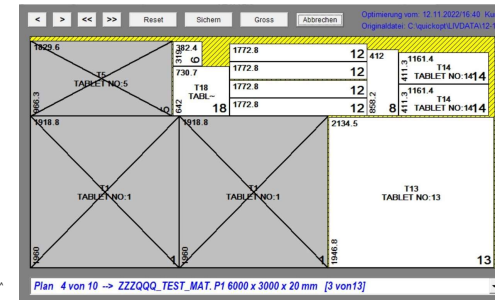 < > << >> Reset Sichern Gross Abbrechen
Optimierung vom: 12.11.2022/16:40
Originaldatei: C:\quickopt\LIVDATA\12-1
1829.6
966.3
T5
TABLET NO:5
5
382.4
319
6
730.7
642
T18
TABL~
18
1772.8
12
1772.8
12
1772.8
12
412
858.2
8
1161.4
411.3
T14
TABLET NO:14
14
1161.4
411.3
T14
TABLET NO:14
14
1918.8
1960
T1
TABLET NO:1
1
1918.8
1960
T1
TABLET NO:1
1
2134.5
1946.8
T13
TABLET NO:13
13
Plan 4 von 10 --> ZZZQQQ_TEST_MAT. P1 6000 x 3000 x 20 mm [3 von13]